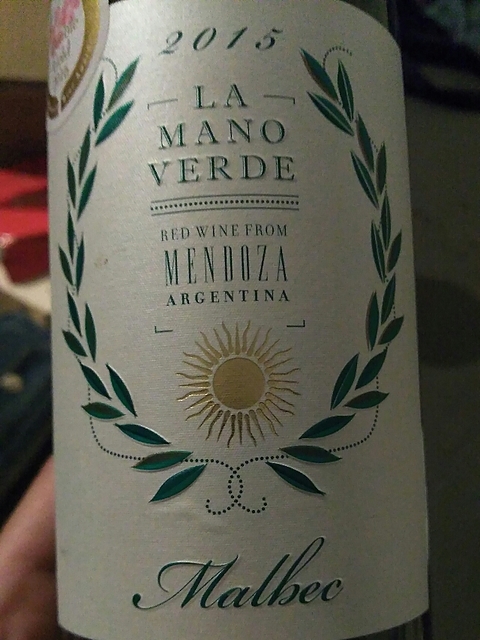 2015
LA
MANO
VERDE
RED WINE FROM
MENDOZA
ARGENTINA
Malbec